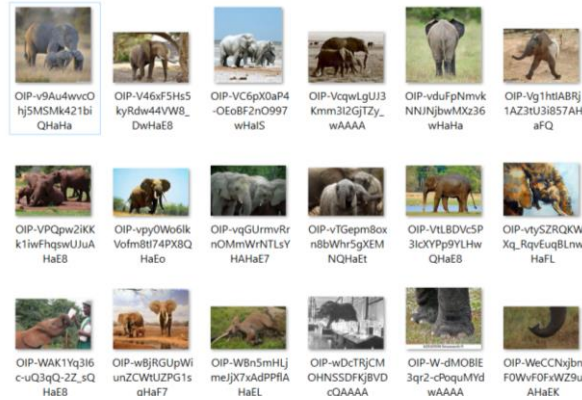 OIP-v9Au4wvcO
hj5MSMk421bi
QHaHa
OIP-V46xF5Hs5
kyRdw44VW8_
DwHaE8
OIP-VC6pX0aP4
-OEoBF2nO997
wHaIS
OIP-VcqwLgUJJ3
Kmm3I2GjTZy_
wAAAA
OIP-vduFpNmvk
NNJNjbwMXz36
wHaHa
OIP-Vg1htIABRj
1AZ3tU3i857AH
aFQ
OIP-VPQpw2iKK
k1iwFhqswUJuA
HaE8
OIP-vpy0Wo6lk
Vofm8tI74PX8Q
HaEo
OIP-vqGUrmvRr
nOMmWrNTLsY
HAHaE7
OIP-vTGepm8ox
n8bWhr5gXEM
NQHaEt
OIP-VtLBDVc5P
3IcXYPp9YLHw
QHaE8
OIP-vtySZRQKW
Xq_RqvEuqBLnw
HaFL
OIP-WAK1Yq3I6
c-uQ3qQ-2Z_sQ
HaE8
OIP-wBjRGUpWi
unZCWtUZPG1s
gHaF7
OIP-WBn5mHLj
meJjX7xAdPPflA
HaEL
OIP-wDcTRjCM
OHNSSDFKjBVD
cQAAAA
OIP-W-dMOBlE
3qr2-cPoquMYd
wAAAA
OIP-WeCCNxjbn
F0WvF0FxWZ9u
AHaEK